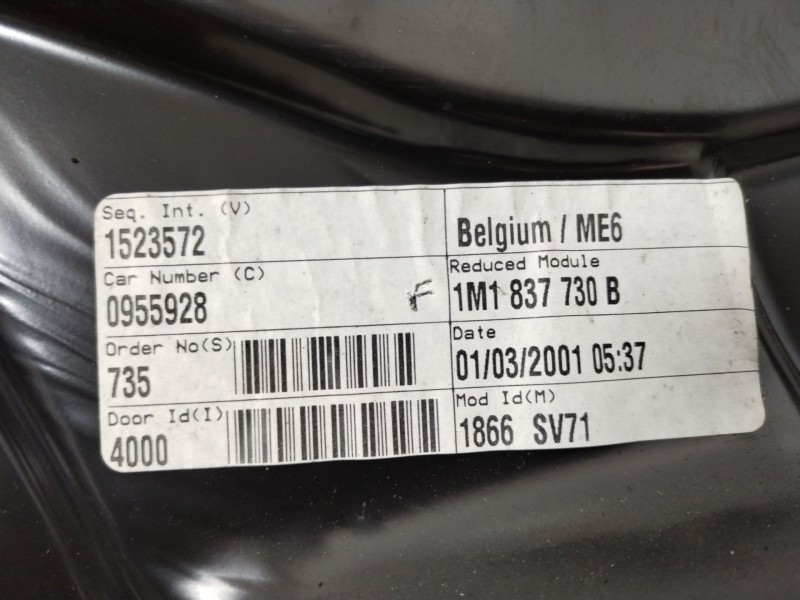 Seq. Int. (V)
1523572
Car Number (C)
0955928
F
Order No(S)
735
Door Id(I)
4000
Belgium / ME6
Reduced Module
1M1 837 730 B
Date
01/03/2001 05:37
Mod Id(M)
1866 SV71